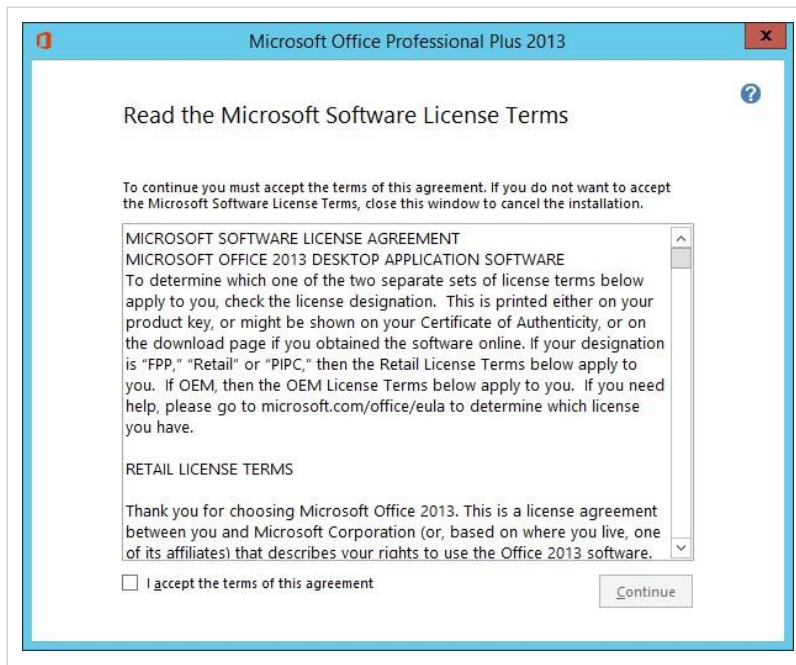 Microsoft Office Professional Plus 2013
Read the Microsoft Software License Terms
To continue you must accept the terms of this agreement. If you do not want to accept
the Microsoft Software License Terms, close this window to cancel the installation.
MICROSOFT SOFTWARE LICENSE AGREEMENT
MICROSOFT OFFICE 2013 DESKTOP APPLICATION SOFTWARE
To determine which one of the two separate sets of license terms below
apply to you, check the license designation.  This is printed either on your
product key, or might be shown on your Certificate of Authenticity, or on
the download page if you obtained the software online. If your designation
is “FPP,” “Retail” or “PIPC,” then the Retail License Terms below apply to
you.  If OEM, then the OEM License Terms below apply to you.  If you need
help, please go to microsoft.com/office/eula to determine which license
you have.
RETAIL LICENSE TERMS
Thank you for choosing Microsoft Office 2013. This is a license agreement
between you and Microsoft Corporation (or, based on where you live, one
of its affiliates) that describes your rights to use the Office 2013 software.
I accept the terms of this agreement
Continue